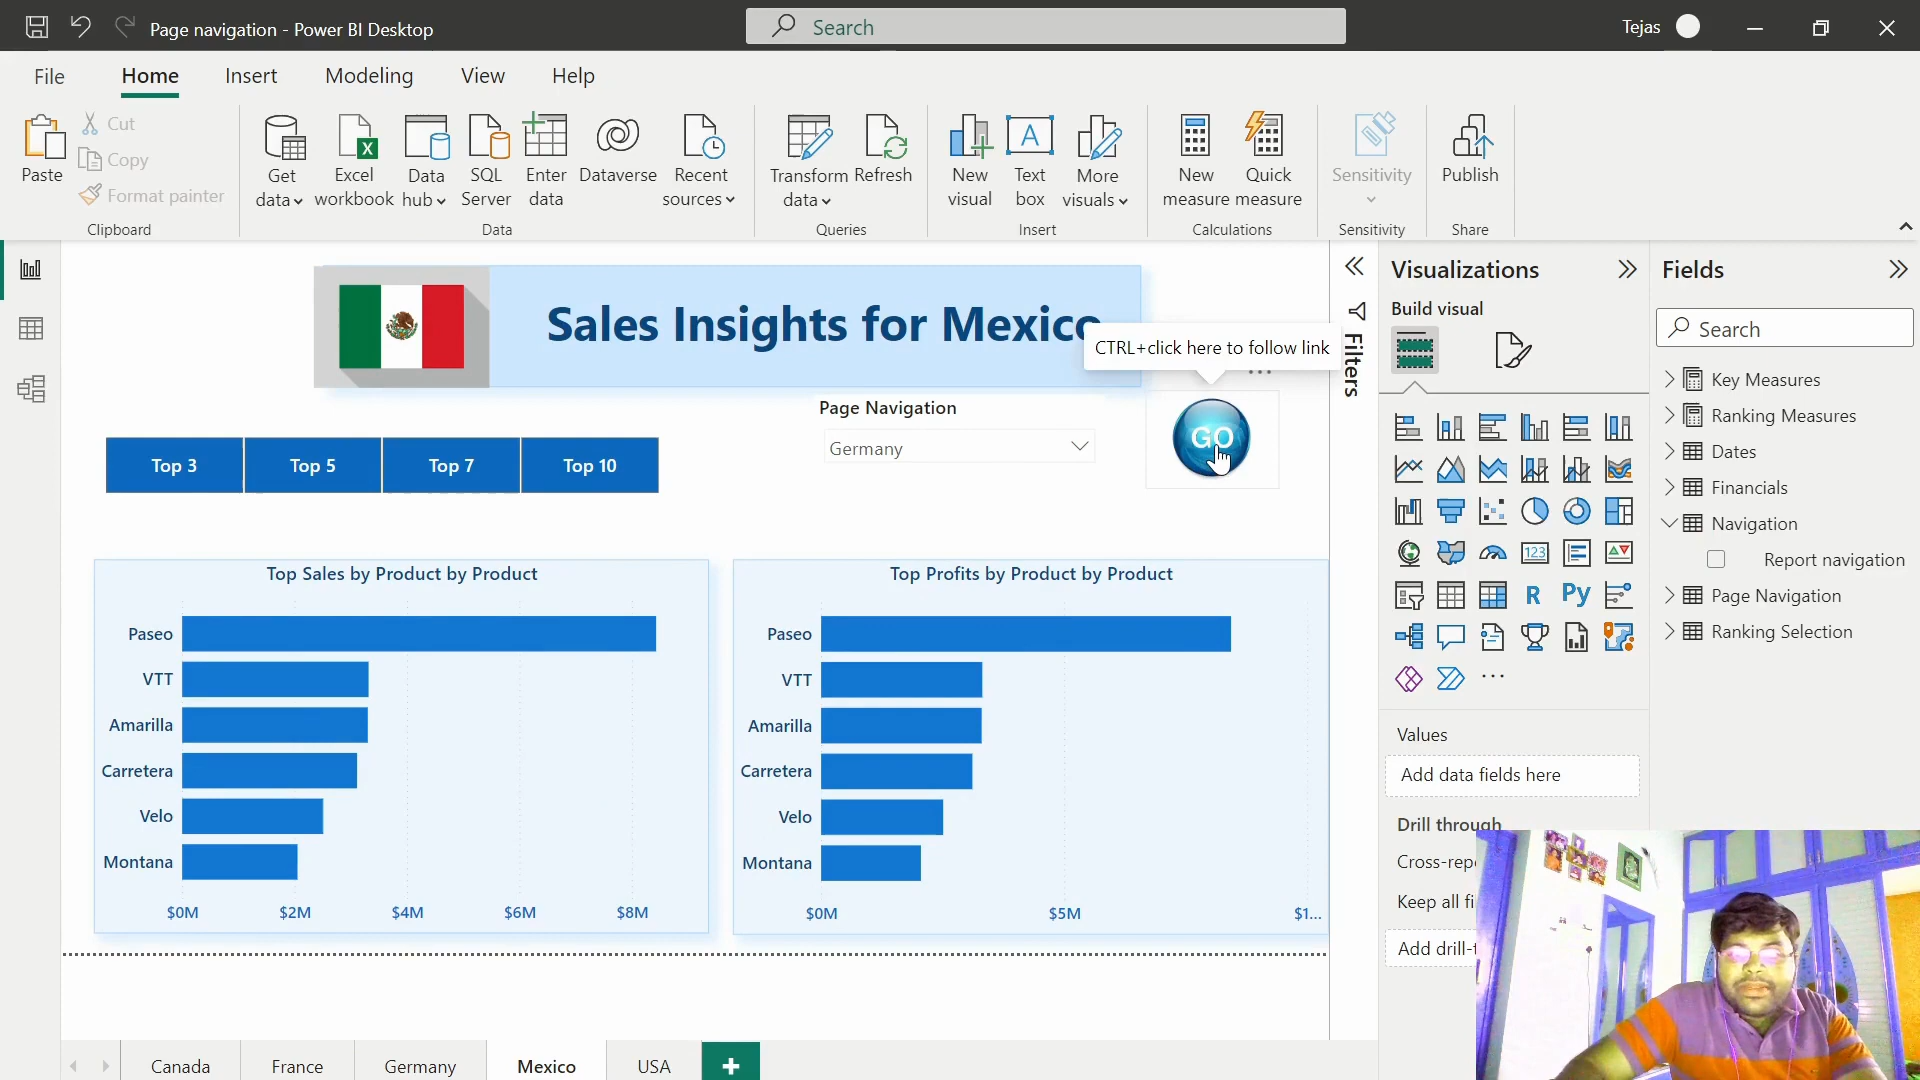 Page navigation - Power BI Desktop
Search
Tejas
File
Home
Insert
Modeling
View
Help
Paste
Cut
Copy
Format painter
Clipboard
Get
data
Excel
workbook
Data
hub
SQL
Server
Enter
data
Dataverse
Recent
sources
Data
Transform
data
Refresh
Queries
New
visual
A
Text
box
More
visuals
Insert
New
measure
Quick
measure
Calculations
Sensitivity
Sensitivity
Publish
Share
Sales Insights for Mexico
CTRL+click here to follow link
Page Navigation
Germany
GO
Top 3
Top 5
Top 7
Top 10
Top Sales by Product by Product
Paseo
VTT
Amarilla
Carretera
Velo
Montana
$0M
$2M
$4M
$6M
$8M
Top Profits by Product by Product
Paseo
VTT
Amarilla
Carretera
Velo
Montana
$0M
$5M
$1...
Filters
Visualizations
Build visual
123
R
Py
Values
Add data fields here
Drill through
Cross-rep
Keep all fi
Add drill-t
Fields
Search
Key Measures
Ranking Measures
Dates
Financials
Navigation
Report navigation
Page Navigation
Ranking Selection
Canada
France
Germany
Mexico
USA